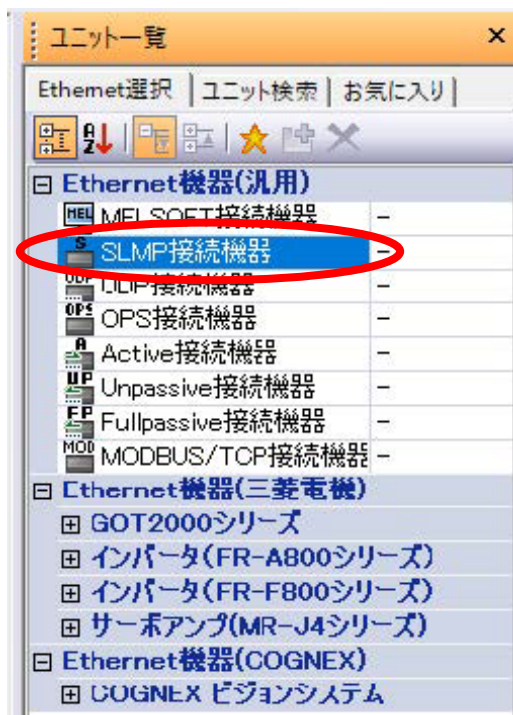 ユニット一覧
Ethernet選択 ユニット検索 お気に入り
Ethernet機器(汎用)
MELSOFT接続機器 -
SLMP接続機器 -
UDP接続機器 -
OPS接続機器 -
Active接続機器 -
Unpassive接続機器 -
Fullpassive接続機器 -
MODBUS/TCP接続機器 -
Ethernet機器(三菱電機)
GOT2000シリーズ
インバータ(FR-A800シリーズ)
インバータ(FR-F800シリーズ)
サーボアンプ(MR-J4シリーズ)
Ethernet機器(COGNEX)
COGNEX ビジョンシステム